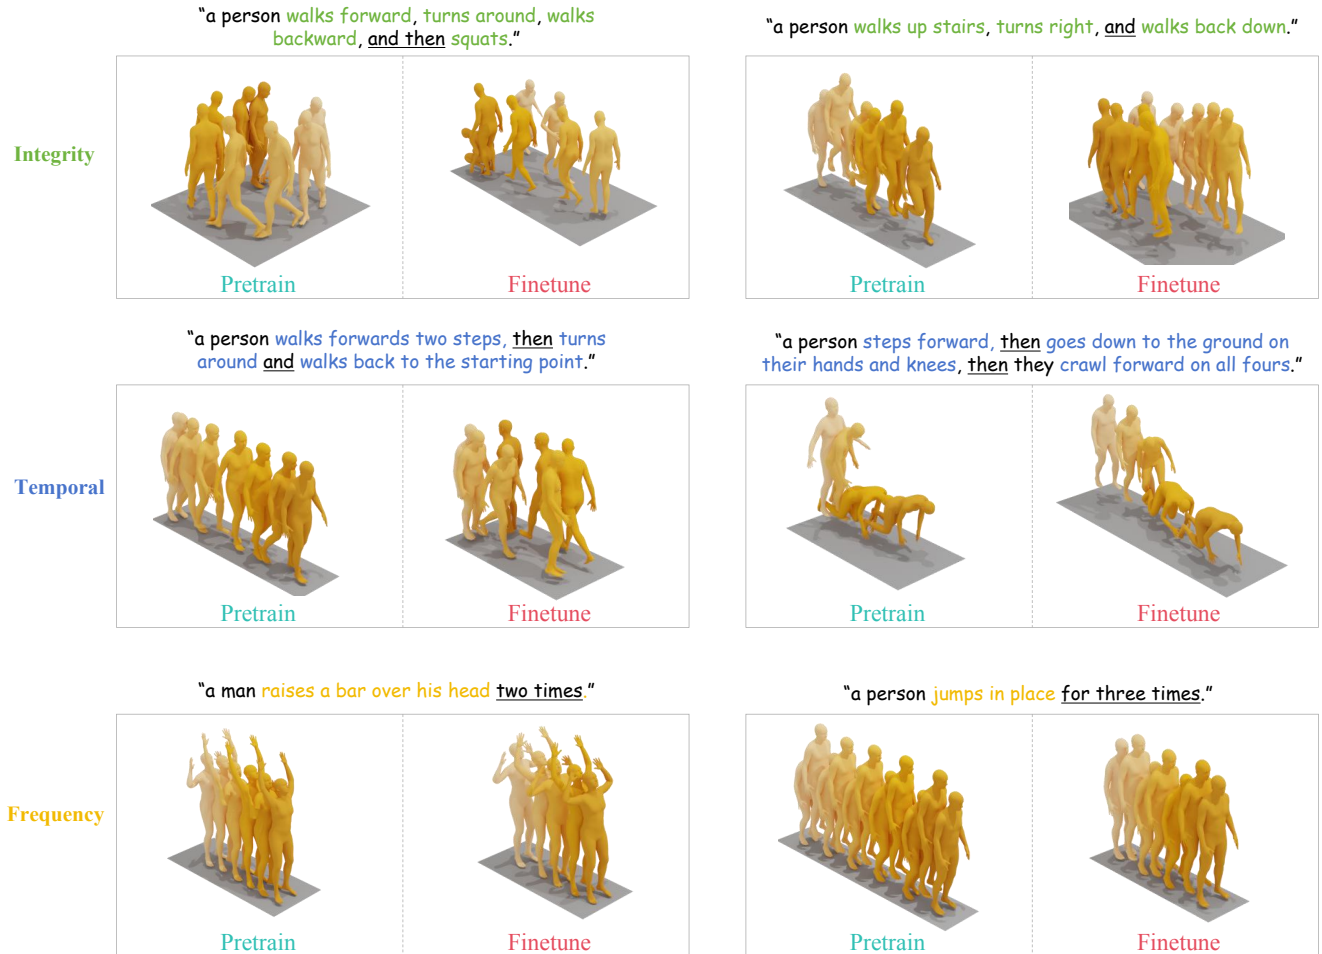 “a person walks forward, turns around, walks
backward, and then squats.”
“a person walks up stairs, turns right, and walks back down.”
Integrity
Pretrain
Finetune
Pretrain
Finetune
“a person walks forwards two steps, then turns
around and walks back to the starting point.”
“a person steps forward, then goes down to the ground on
their hands and knees, then they crawl forward on all fours.”
Temporal
Pretrain
Finetune
Pretrain
Finetune
“a man raises a bar over his head two times.”
“a person jumps in place for three times.”
Frequency
Pretrain
Finetune
Pretrain
Finetune